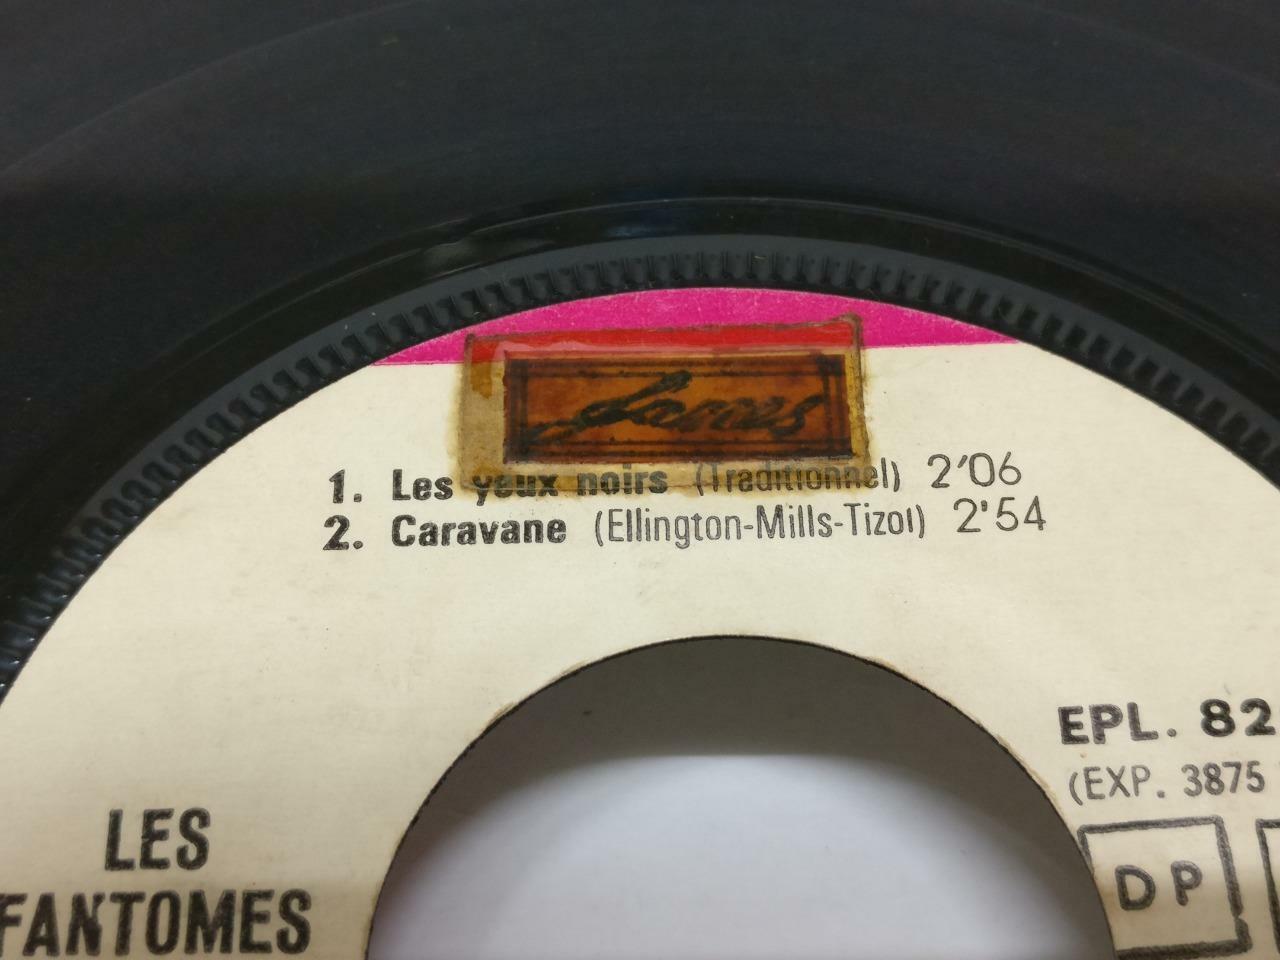 1. Les yeux noirs (Traditionnel) 2'06
2. Caravane (Ellington-Mills-Tizol) 2'54
EPL. 82
(EXP. 3875
DP
LES
FANTOMES